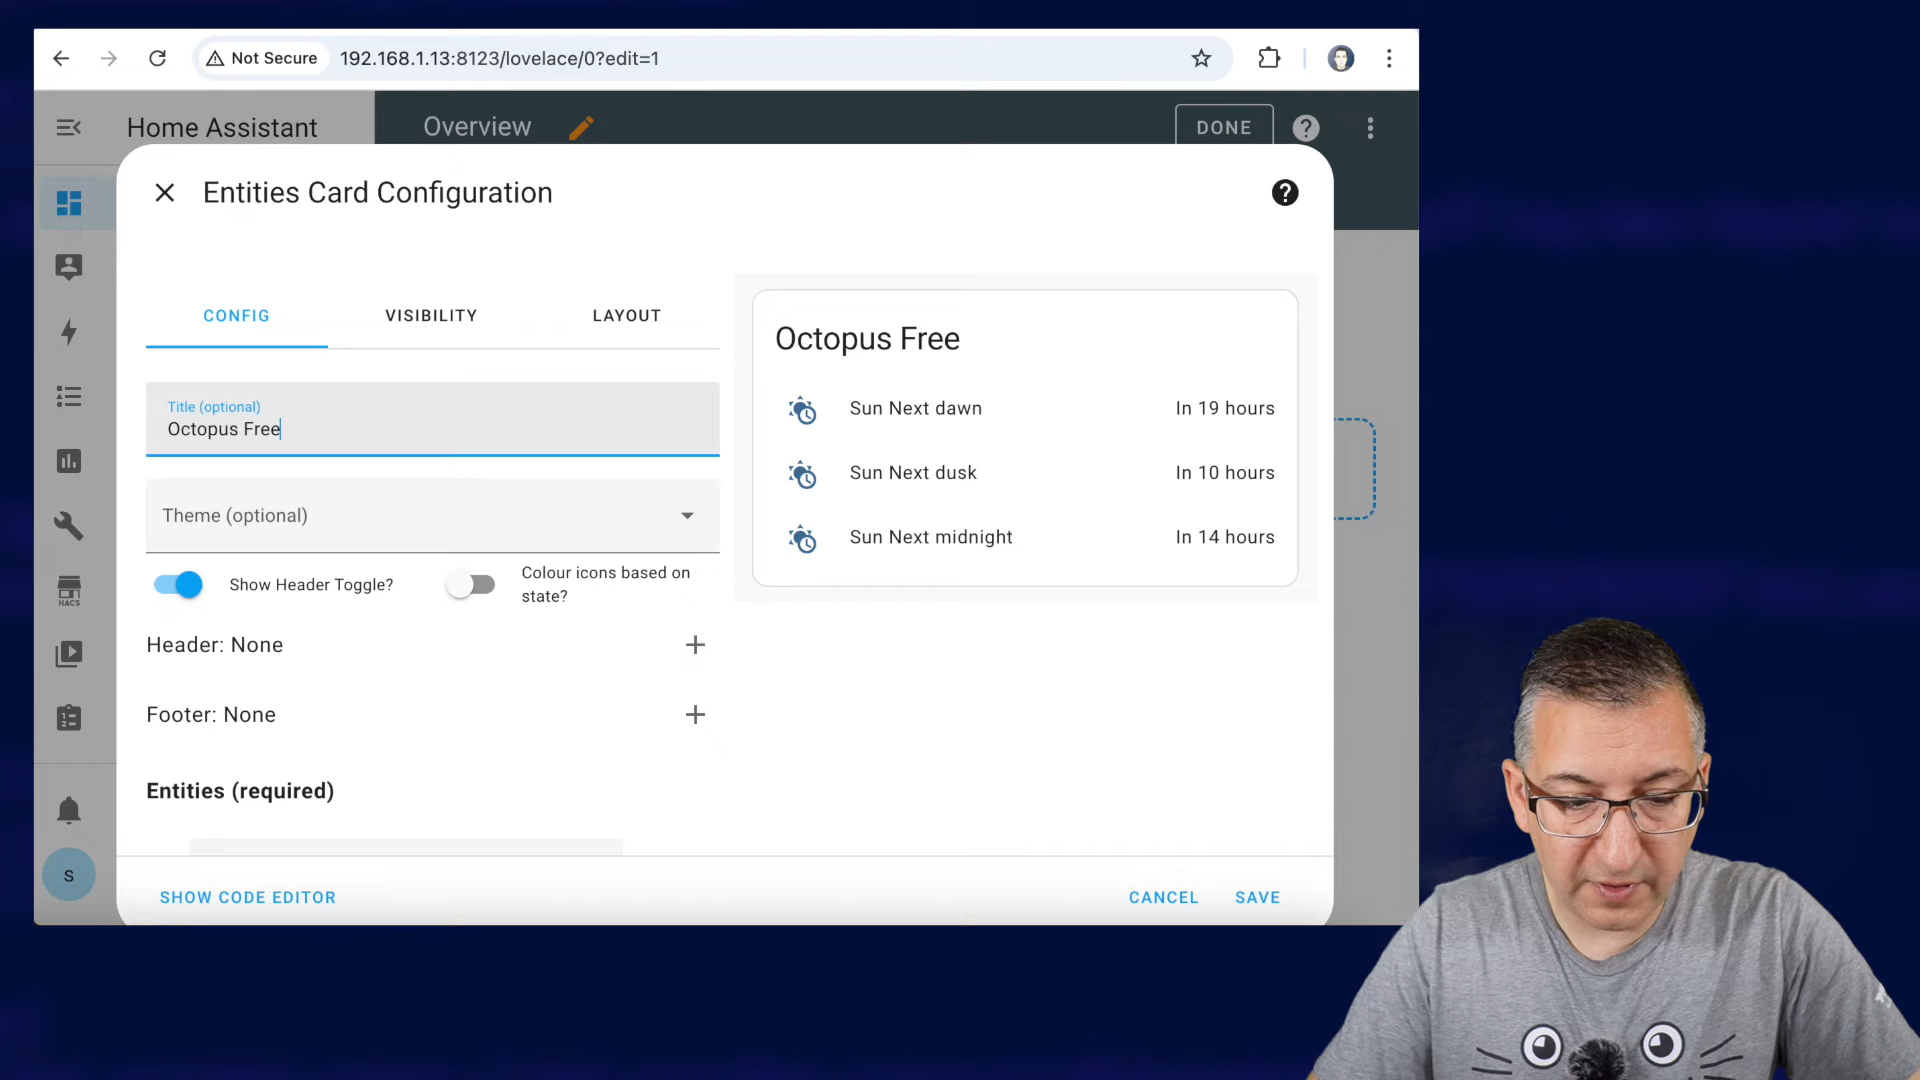 Not Secure
192.168.1.13:8123/lovelace/0?edit=1
Home Assistant
Overview
DONE
Entities Card Configuration
CONFIG
VISIBILITY
LAYOUT
Title (optional)
Octopus Free
Theme (optional)
Show Header Toggle?
Colour icons based on
state?
Header: None
Footer: None
Entities (required)
Octopus Free
Sun Next dawn
In 19 hours
Sun Next dusk
In 10 hours
Sun Next midnight
In 14 hours
HACS
S
SHOW CODE EDITOR
CANCEL
SAVE